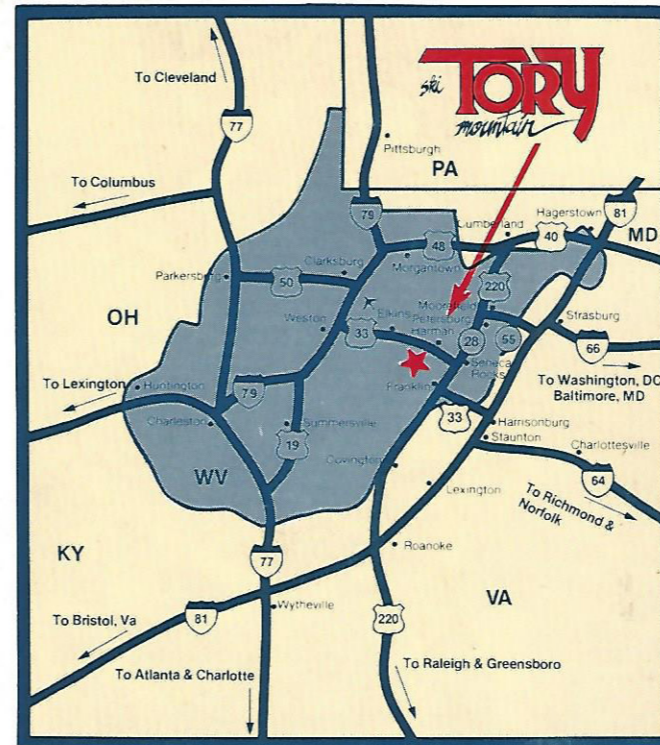 ski TORY
mountain
To Cleveland
77
Pittsburgh
PA
To Columbus
79
81
Cumberland
Hagerstown
40
MD
48
Clarksburg
Morgantown
Parkersburg
50
220
Moorefield
OH
Weston
Elkins
Petersburg
Strasburg
33
Harman
28
55
66
Seneca
Rocks
To Lexington
Huntington
79
Franklin
To Washington, DC
Baltimore, MD
33
Harrisonburg
Charleston
Summersville
Staunton
Charlottesville
19
Covington
64
WV
Lexington
To Richmond &
Norfolk
KY
77
Roanoke
Wytheville
VA
To Bristol, Va
81
220
To Atlanta & Charlotte
To Raleigh & Greensboro